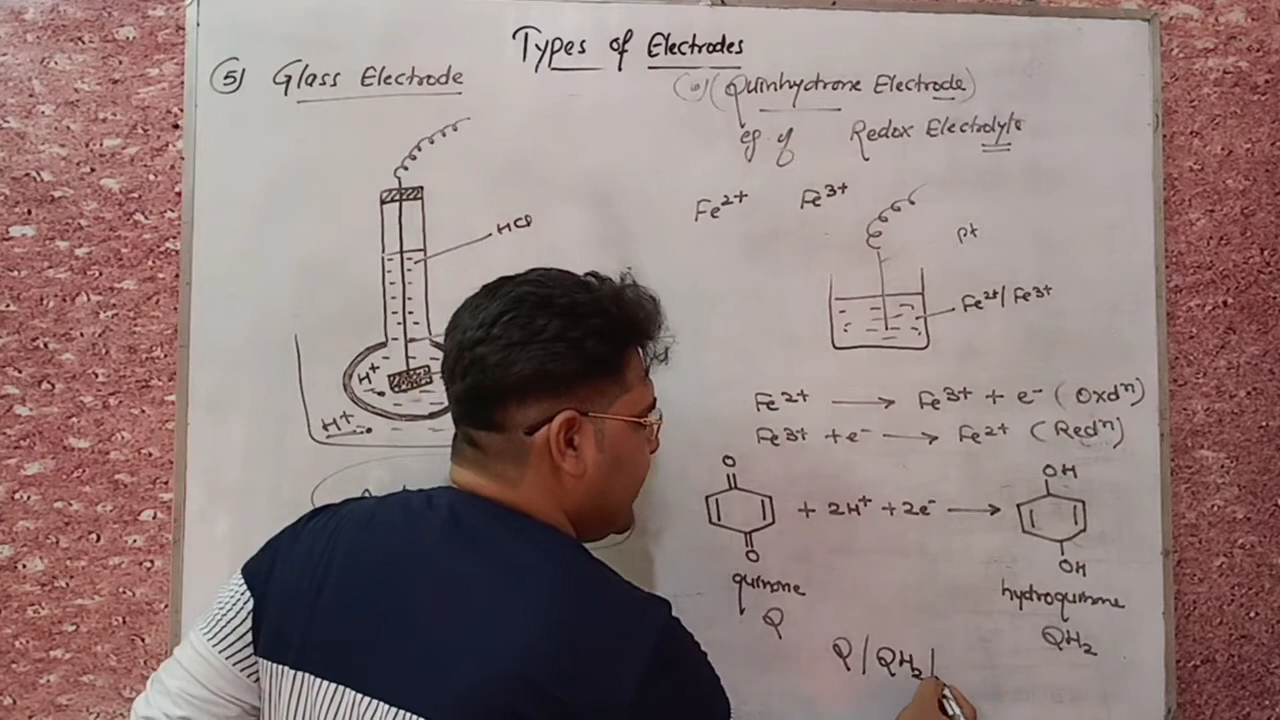 Types of Electrodes
5) Glass Electrode
HCl
H+
H+
(6) (Quinhydrone Electrode)
eg. of Redox Electrolyte
Fe2+ Fe3+
Pt
Fe2+/Fe3+
Fe2+ → Fe3+ + e- (Oxdn)
Fe3+ + e- → Fe2+ (Redn)
O
OH
+ 2H+ + 2e- →
O
OH
quinone
hydroquinone
Q
QH2
Q/QH2/